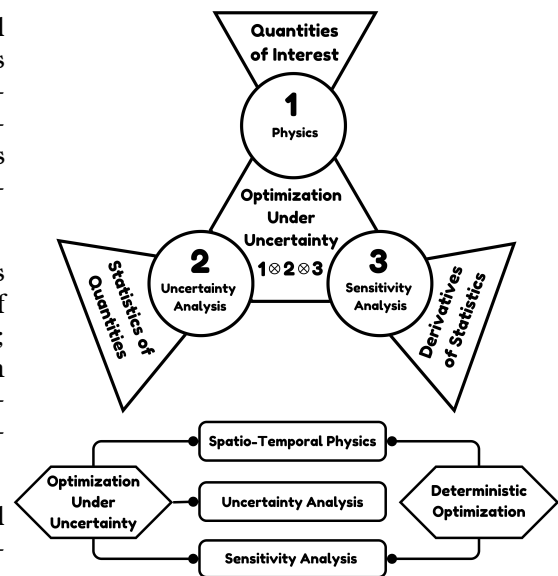 Quantities
of Interest
1
Physics
Optimization
Under
Uncertainty
1⊗2⊗3
2
Uncertainty
Analysis
3
Sensitivity
Analysis
Statistics of
Quantities
Derivatives
of Statistics
Spatio-Temporal Physics
Optimization
Under
Uncertainty
Uncertainty Analysis
Deterministic
Optimization
Sensitivity Analysis